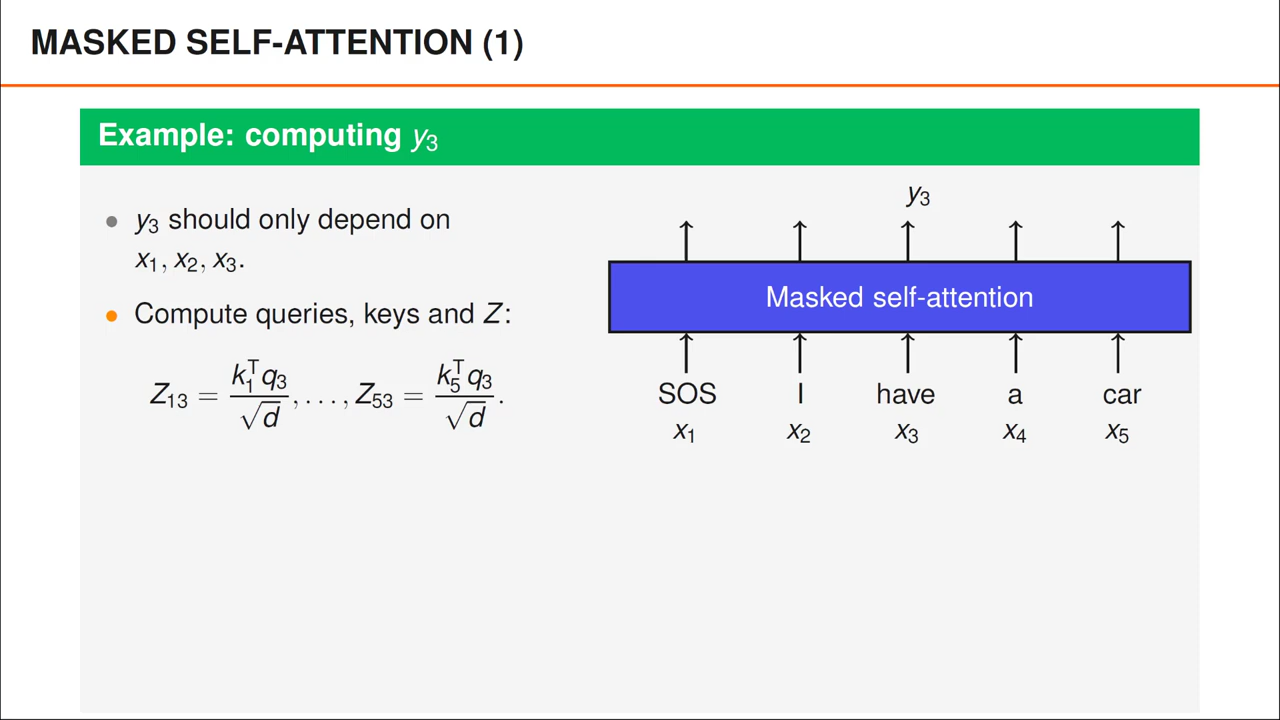 MASKED SELF-ATTENTION (1)
Example: computing y₃
• y₃ should only depend on
x₁, x₂, x₃.
• Compute queries, keys and Z:
Z₁₃ = k₁ᵀq₃/√d, . . . , Z₅₃ = k₅ᵀq₃/√d.
y₃
Masked self-attention
SOS I have a car
x₁ x₂ x₃ x₄ x₅